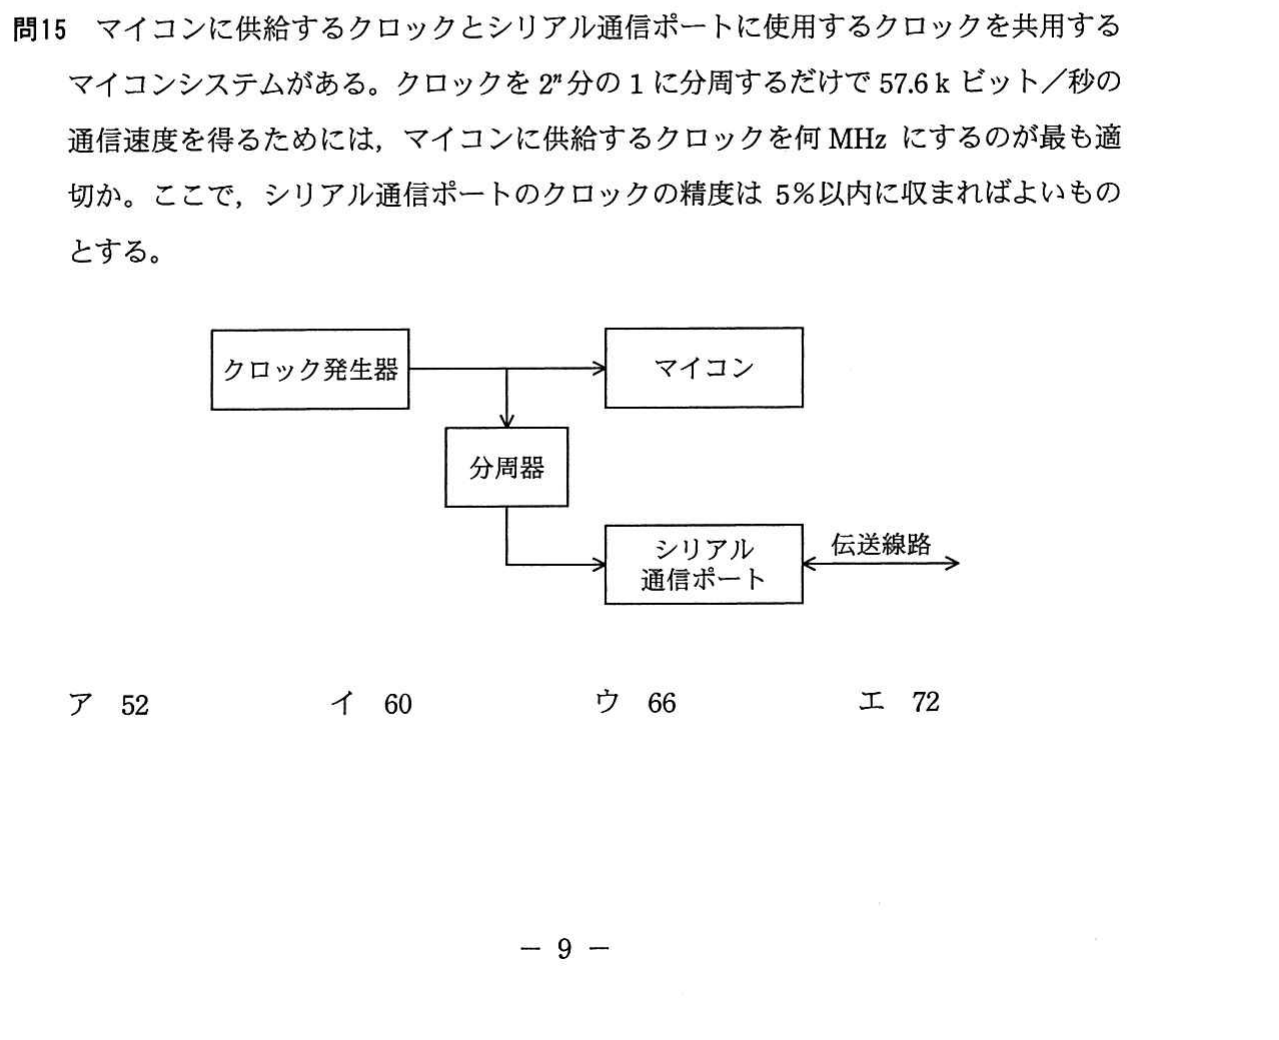 問15 マイコンに供給するクロックとシリアル通信ポートに使用するクロックを共用する
マイコンシステムがある。クロックを 2ⁿ分の 1 に分周するだけで 57.6 k ビット／秒の
通信速度を得るためには，マイコンに供給するクロックを何 MHz にするのが最も適
切か。ここで，シリアル通信ポートのクロックの精度は 5％以内に収まればよいもの
とする。
クロック発生器
マイコン
分周器
シリアル
通信ポート
伝送線路
ア 52 イ 60 ウ 66 エ 72
－ 9 －